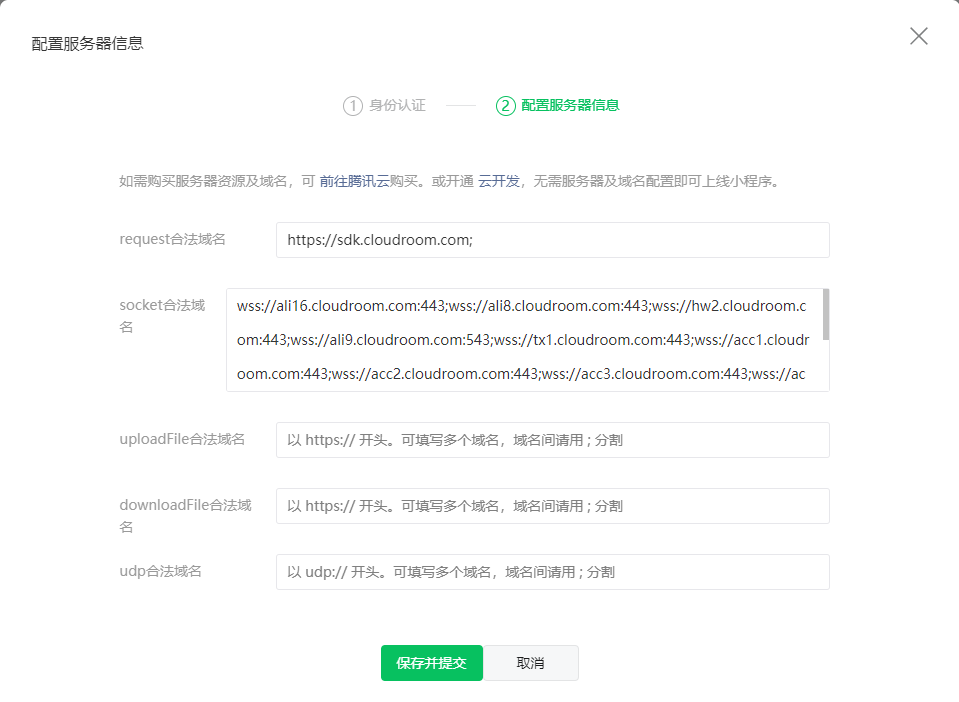 配置服务器信息
1 身份认证 2 配置服务器信息
如需购买服务器资源及域名，可 前往腾讯云购买。或开通 云开发，无需服务器及域名配置即可上线小程序。
request合法域名
https://sdk.cloudroom.com;
socket合法域
名
wss://ali16.cloudroom.com:443;wss://ali8.cloudroom.com:443;wss://hw2.cloudroom.c
om:443;wss://ali9.cloudroom.com:543;wss://tx1.cloudroom.com:443;wss://acc1.cloudr
oom.com:443;wss://acc2.cloudroom.com:443;wss://acc3.cloudroom.com:443;wss://ac
uploadFile合法域名
以 https:// 开头。可填写多个域名，域名间请用 ; 分割
downloadFile合法域
名
以 https:// 开头。可填写多个域名，域名间请用 ; 分割
udp合法域名
以 udp:// 开头。可填写多个域名，域名间请用 ; 分割
保存并提交 取消